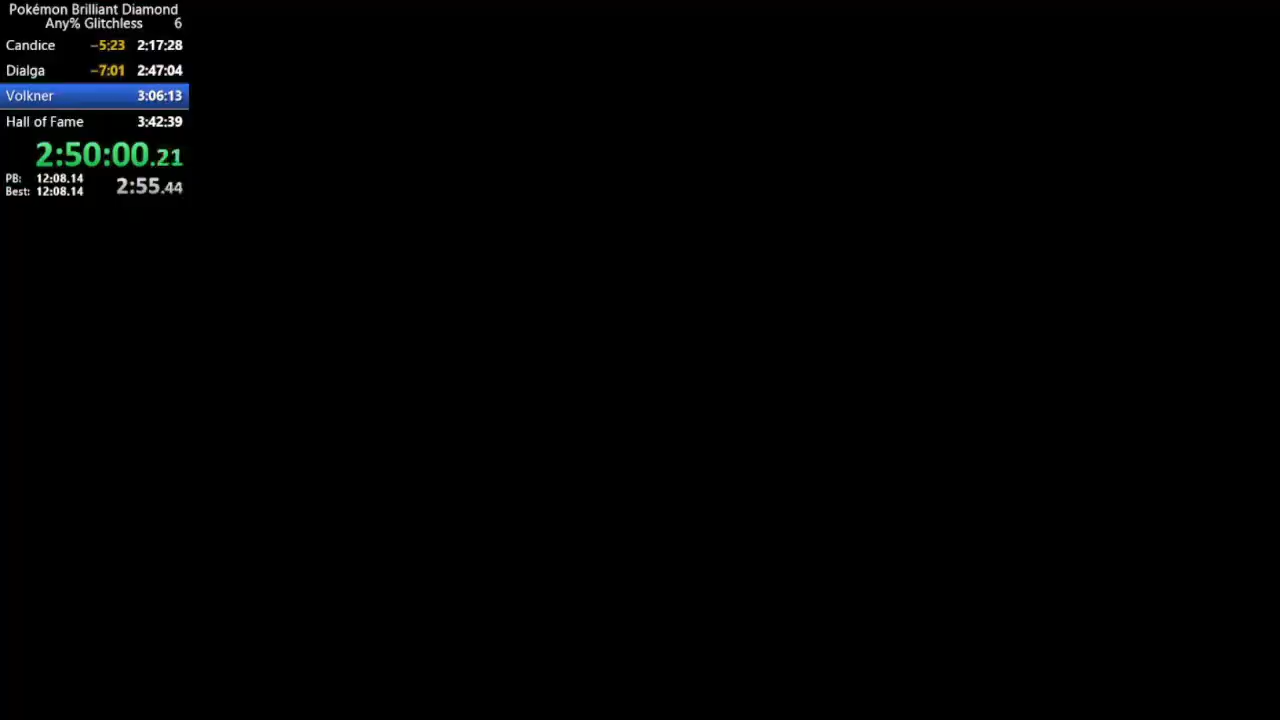 Pokémon Brilliant Diamond
Any% Glitchless 6
Candice −5:23 2:17:28
Dialga −7:01 2:47:04
Volkner 3:06:13
Hall of Fame 3:42:39
2:50:00.21
PB: 12:08.14
Best: 12:08.14 2:55.44